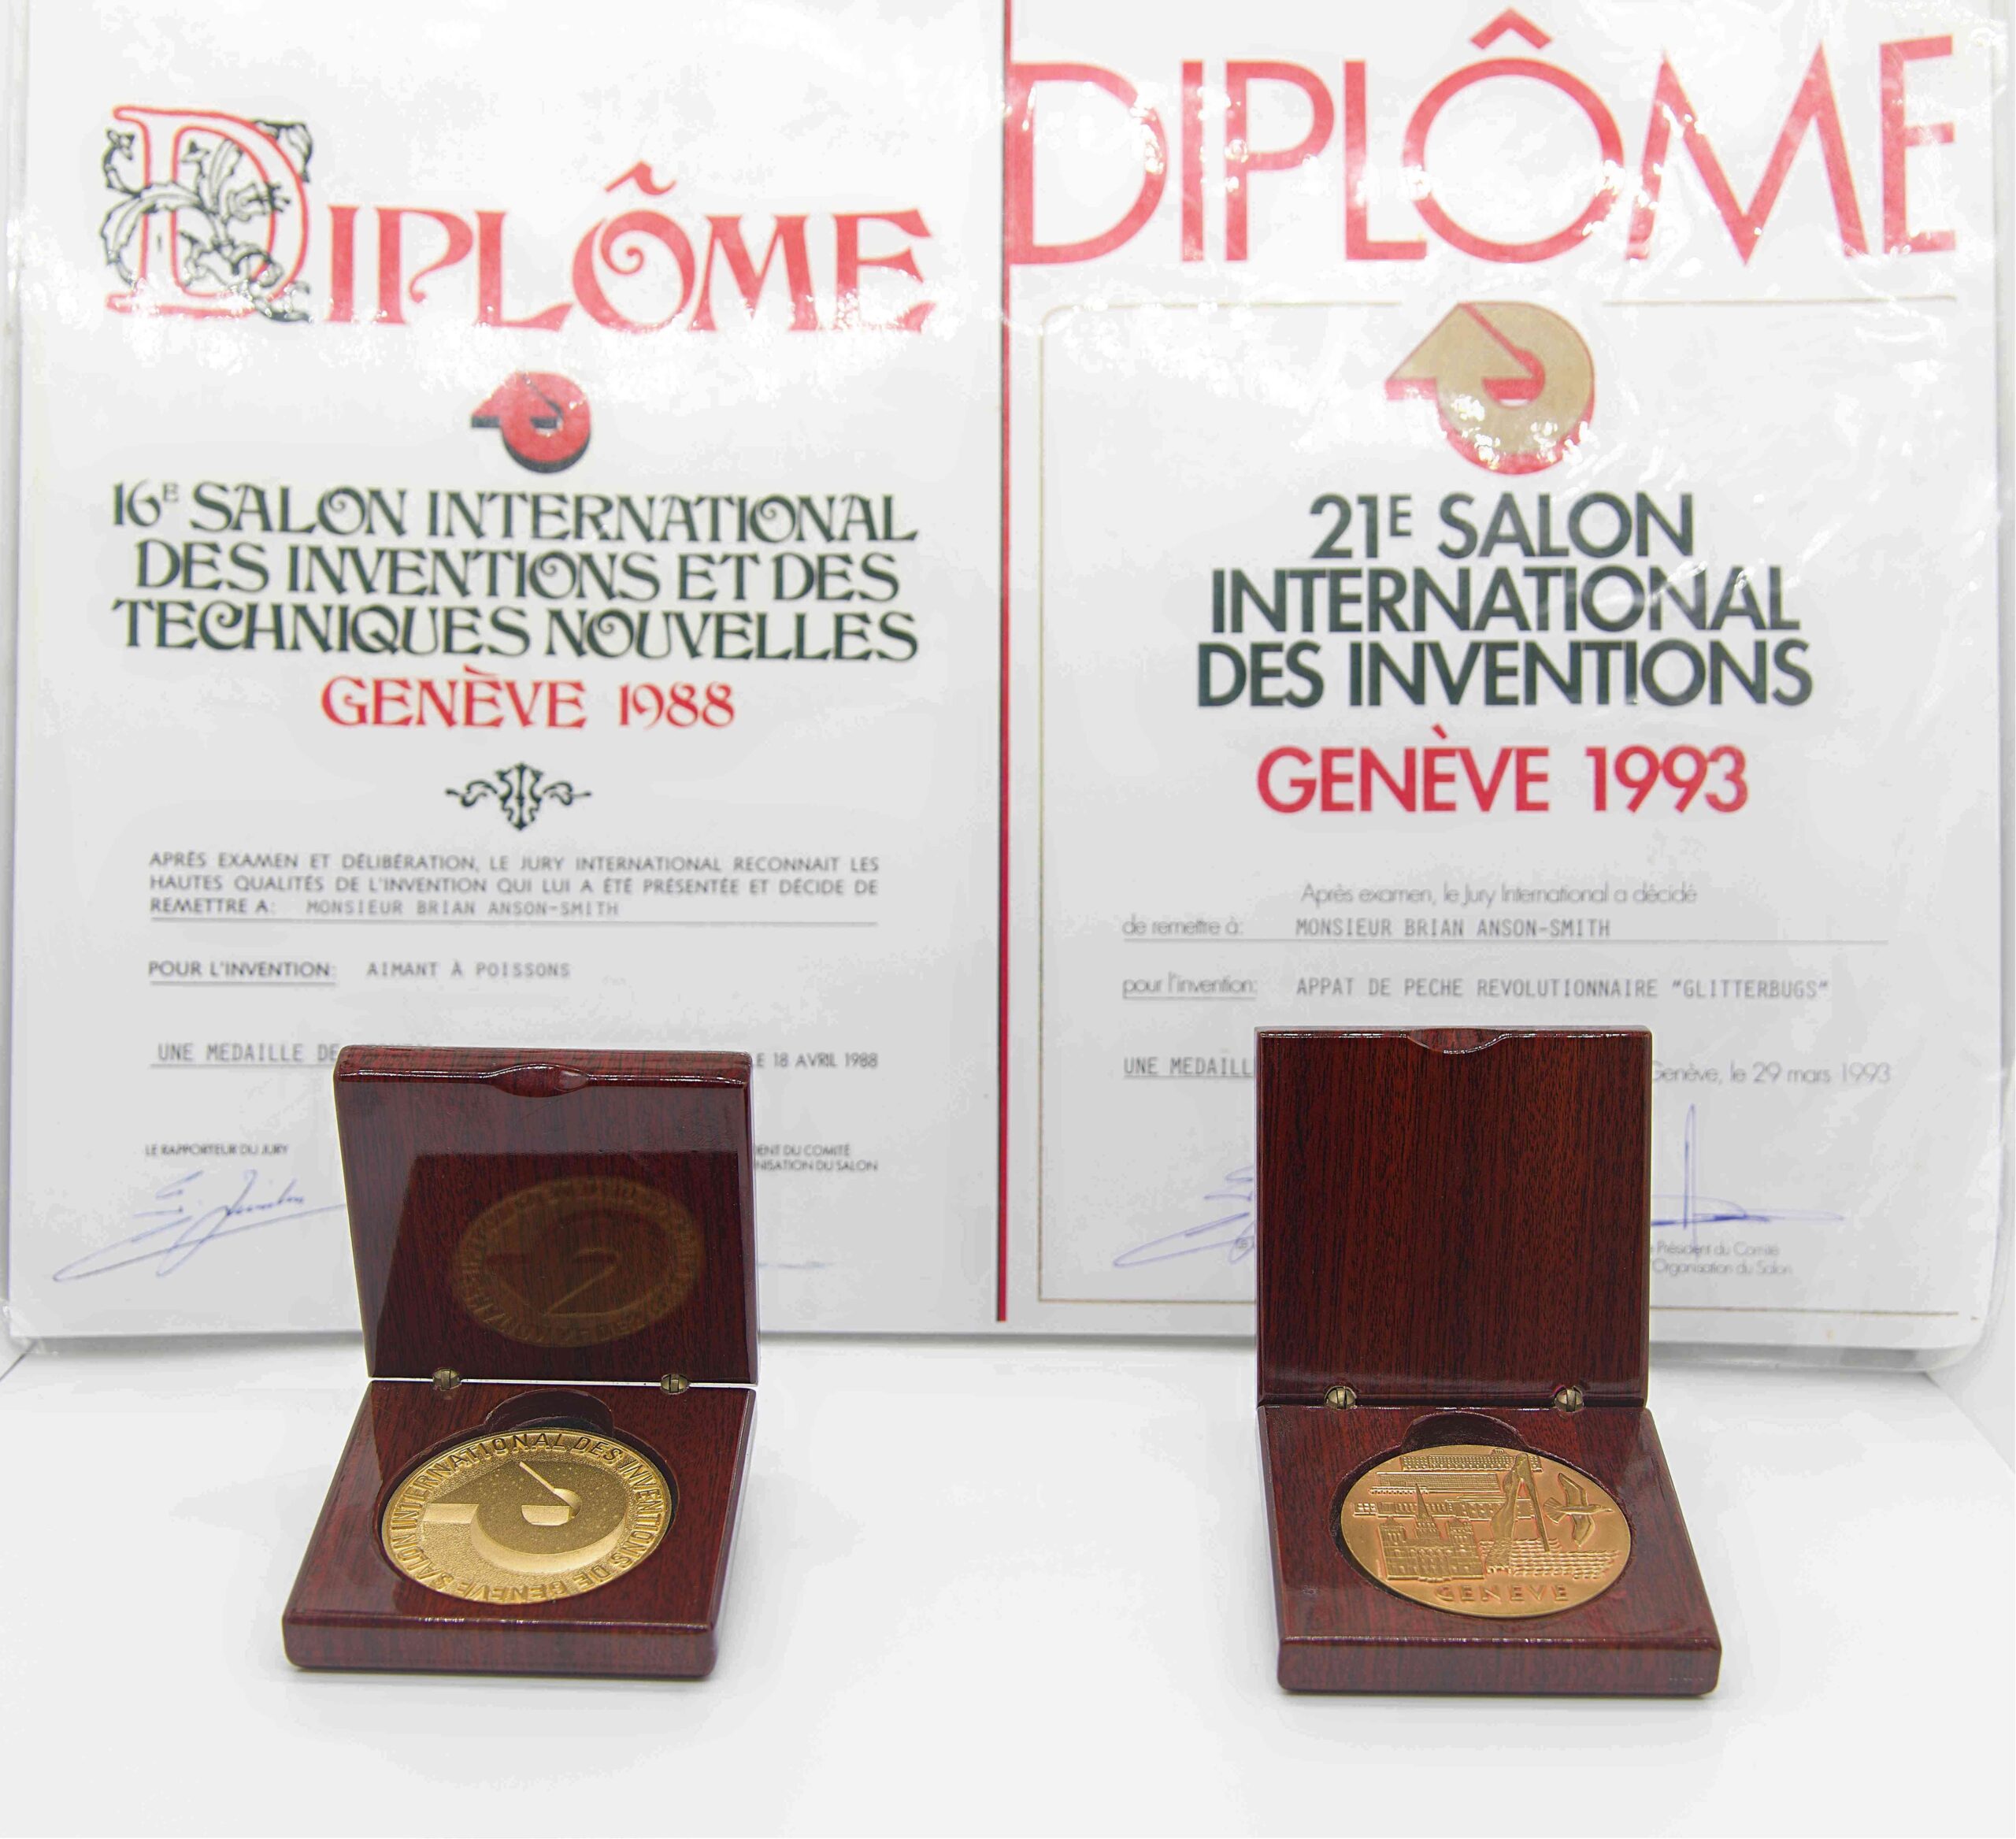 DIPLÔME
16E SALON INTERNATIONAL
DES INVENTIONS ET DES
TECHNIQUES NOUVELLES
GENÈVE 1988
APRÈS EXAMEN ET DÉLIBÉRATION, LE JURY INTERNATIONAL RECONNAIT LES
HAUTES QUALITÉS DE L'INVENTION QUI LUI A ÉTÉ PRÉSENTÉE ET DÉCIDE DE
REMETTRE A: MONSIEUR BRIAN ANSON-SMITH
POUR L'INVENTION: AIMANT À POISSONS
UNE MEDAILLE DE
LE 18 AVRIL 1988
LE RAPPORTEUR DU JURY
DU COMITÉ
DU SALON
SALON INTERNATIONAL DES INVENTIONS DE GENEVE
DIPLÔME
21E SALON
INTERNATIONAL
DES INVENTIONS
GENÈVE 1993
Après examen, le Jury International a décidé
de remettre à: MONSIEUR BRIAN ANSON-SMITH
pour l'invention: APPAT DE PECHE REVOLUTIONNAIRE "GLITTERBUGS"
UNE MEDAILL
Genève, le 29 mars 1993
Président du Comité
Organisation du Salon
GENEVE